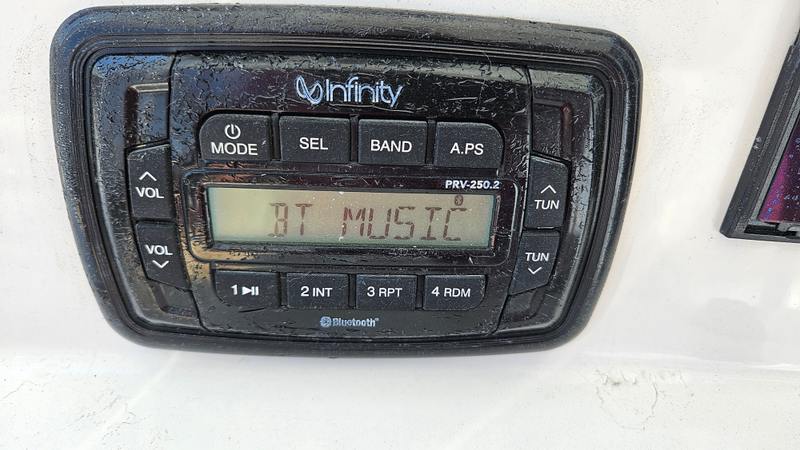 Infinity
MODE SEL BAND A.PS
VOL
PRV-250.2
TUN
BT MUSIC
VOL
TUN
1 2 INT 3 RPT 4 RDM
Bluetooth®